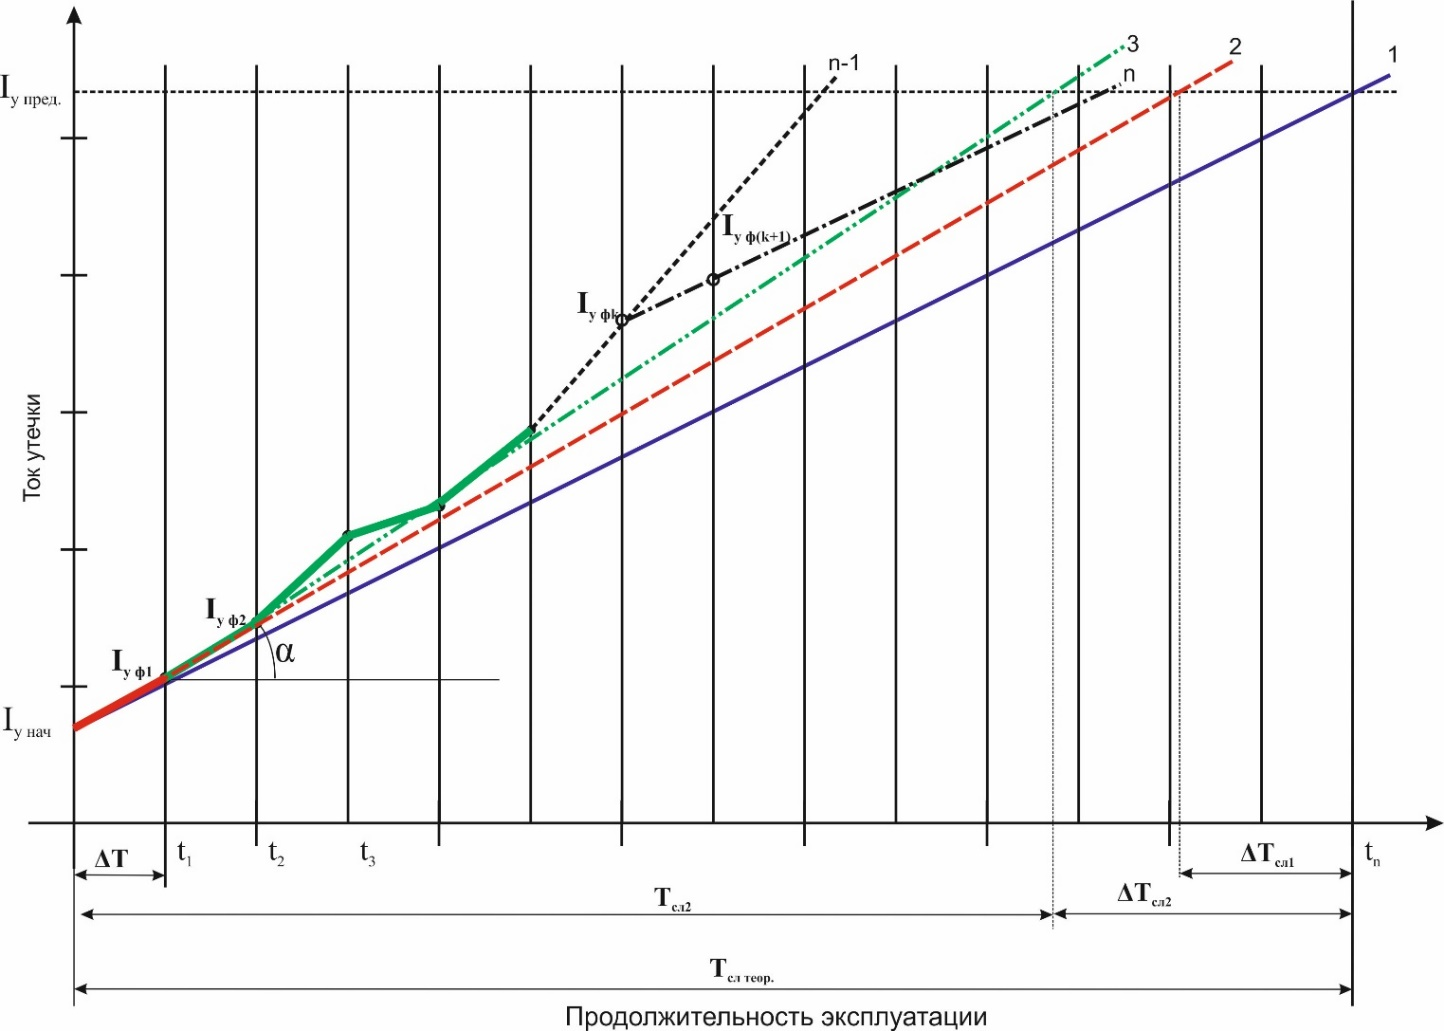 3
2
1
n-1
n
I у пред.
I у ф(k+1)
I у фk
Ток утечки
I у ф2
α
I у ф1
I у нач
ΔT
t1
t2
t3
tn
ΔTсл1
Tсл2
ΔTсл2
Tсл теор.
Продолжительность эксплуатации